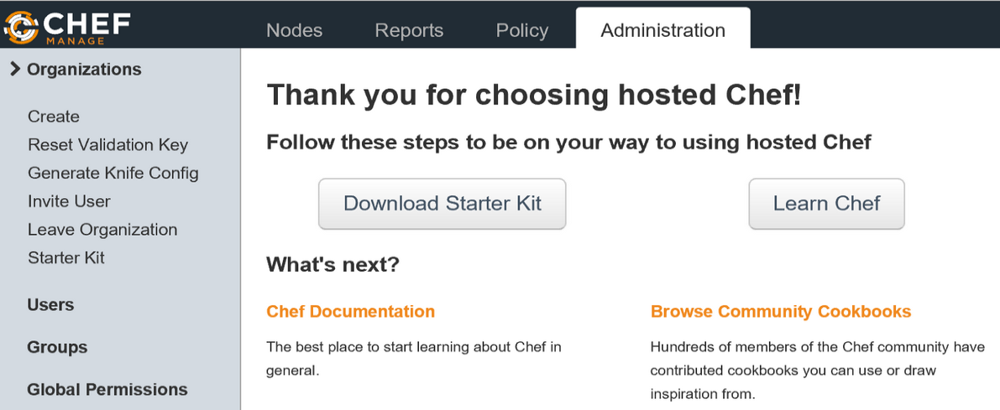 CHEF
MANAGE
Nodes Reports Policy Administration
Organizations
Create
Reset Validation Key
Generate Knife Config
Invite User
Leave Organization
Starter Kit
Users
Groups
Global Permissions
Thank you for choosing hosted Chef!
Follow these steps to be on your way to using hosted Chef
Download Starter Kit
Learn Chef
What's next?
Chef Documentation
The best place to start learning about Chef in
general.
Browse Community Cookbooks
Hundreds of members of the Chef community have
contributed cookbooks you can use or draw
inspiration from.